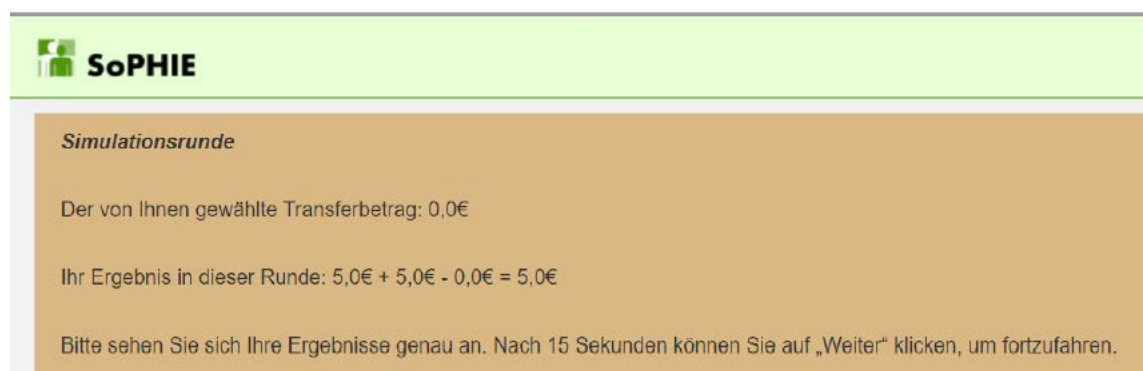 SoPHIE
Simulationsrunde
Der von Ihnen gewählte Transferbetrag: 0,0€
Ihr Ergebnis in dieser Runde: 5,0€ + 5,0€ - 0,0€ = 5,0€
Bitte sehen Sie sich Ihre Ergebnisse genau an. Nach 15 Sekunden können Sie auf „Weiter“ klicken, um fortzufahren.